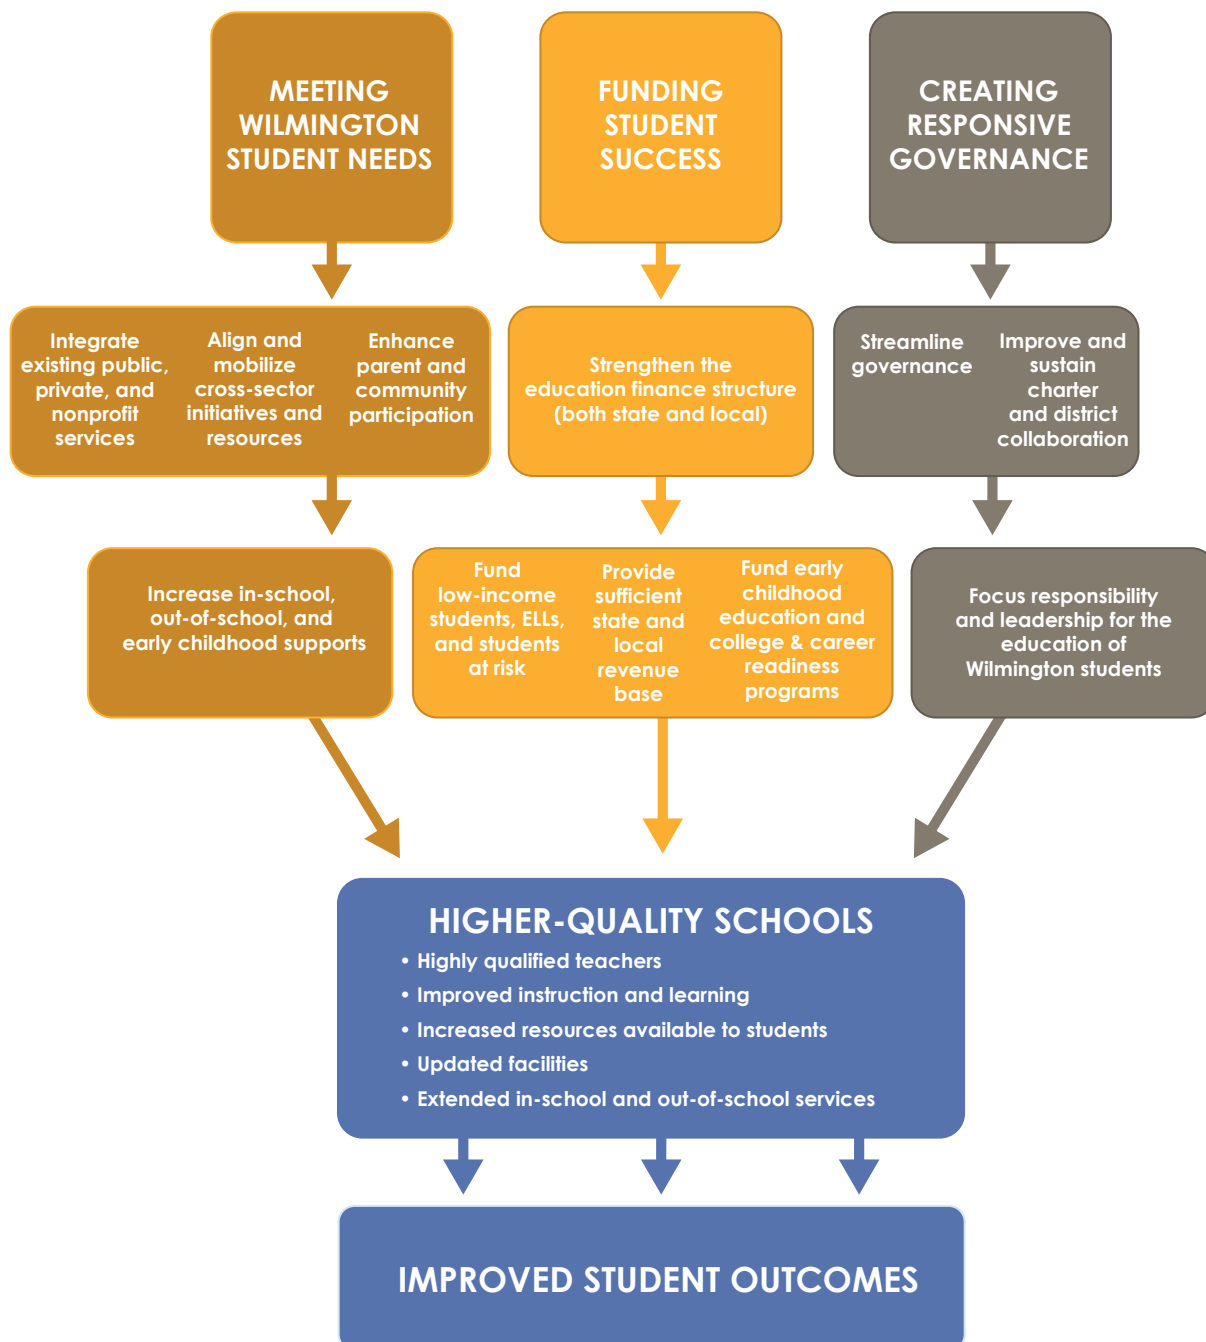 MEETING
WILMINGTON
STUDENT NEEDS
FUNDING
STUDENT
SUCCESS
CREATING
RESPONSIVE
GOVERNANCE
Integrate
existing public,
private, and
nonprofit
services
Align and
mobilize
cross-sector
initiatives and
resources
Enhance
parent and
community
participation
Strengthen the
education finance structure
(both state and local)
Streamline
governance
Improve and
sustain
charter
and district
collaboration
Increase in-school,
out-of-school, and
early childhood supports
Fund
low-income
students, ELLs,
and students
at risk
Provide
sufficient
state and
local
revenue
base
Fund early
childhood
education and
college & career
readiness
programs
Focus responsibility
and leadership for the
education of
Wilmington students
HIGHER-QUALITY SCHOOLS
• Highly qualified teachers
• Improved instruction and learning
• Increased resources available to students
• Updated facilities
• Extended in-school and out-of-school services
IMPROVED STUDENT OUTCOMES